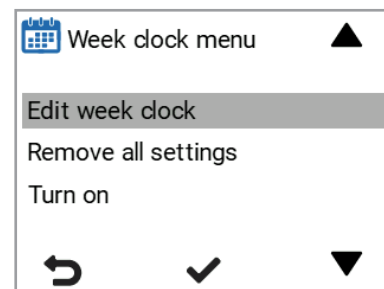 Week clock menu
Edit week clock
Remove all settings
Turn on